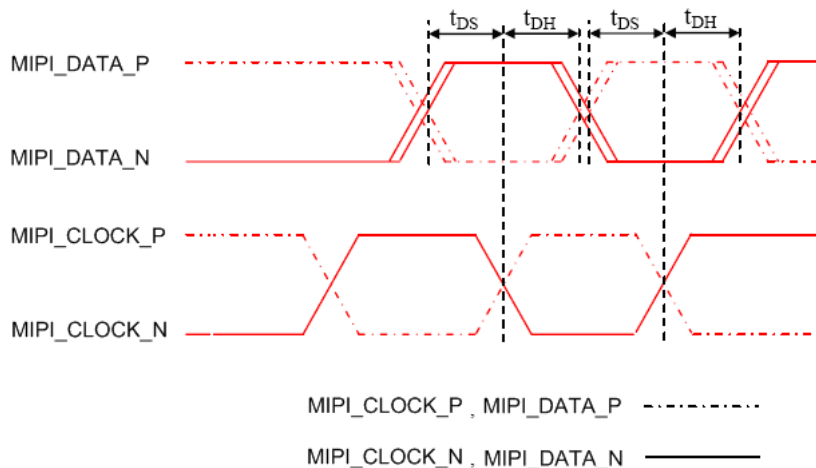 tDS tDH tDS tDH
MIPI_DATA_P
MIPI_DATA_N
MIPI_CLOCK_P
MIPI_CLOCK_N
MIPI_CLOCK_P , MIPI_DATA_P
MIPI_CLOCK_N , MIPI_DATA_N